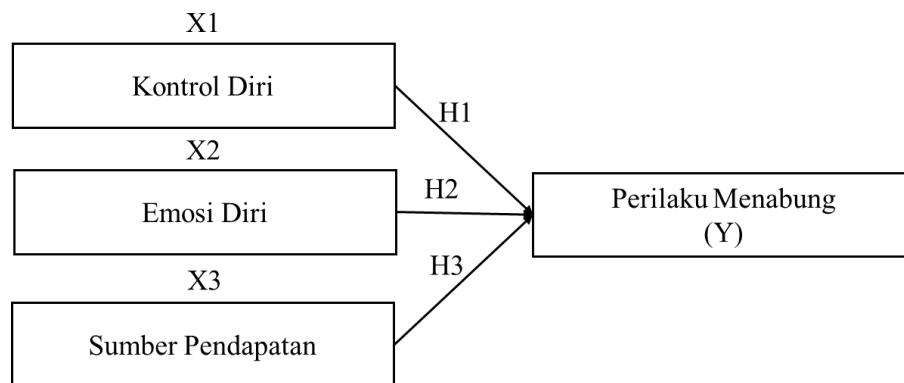 X1
Kontrol Diri
H1
X2
Emosi Diri
H2
Perilaku Menabung
(Y)
X3
H3
Sumber Pendapatan